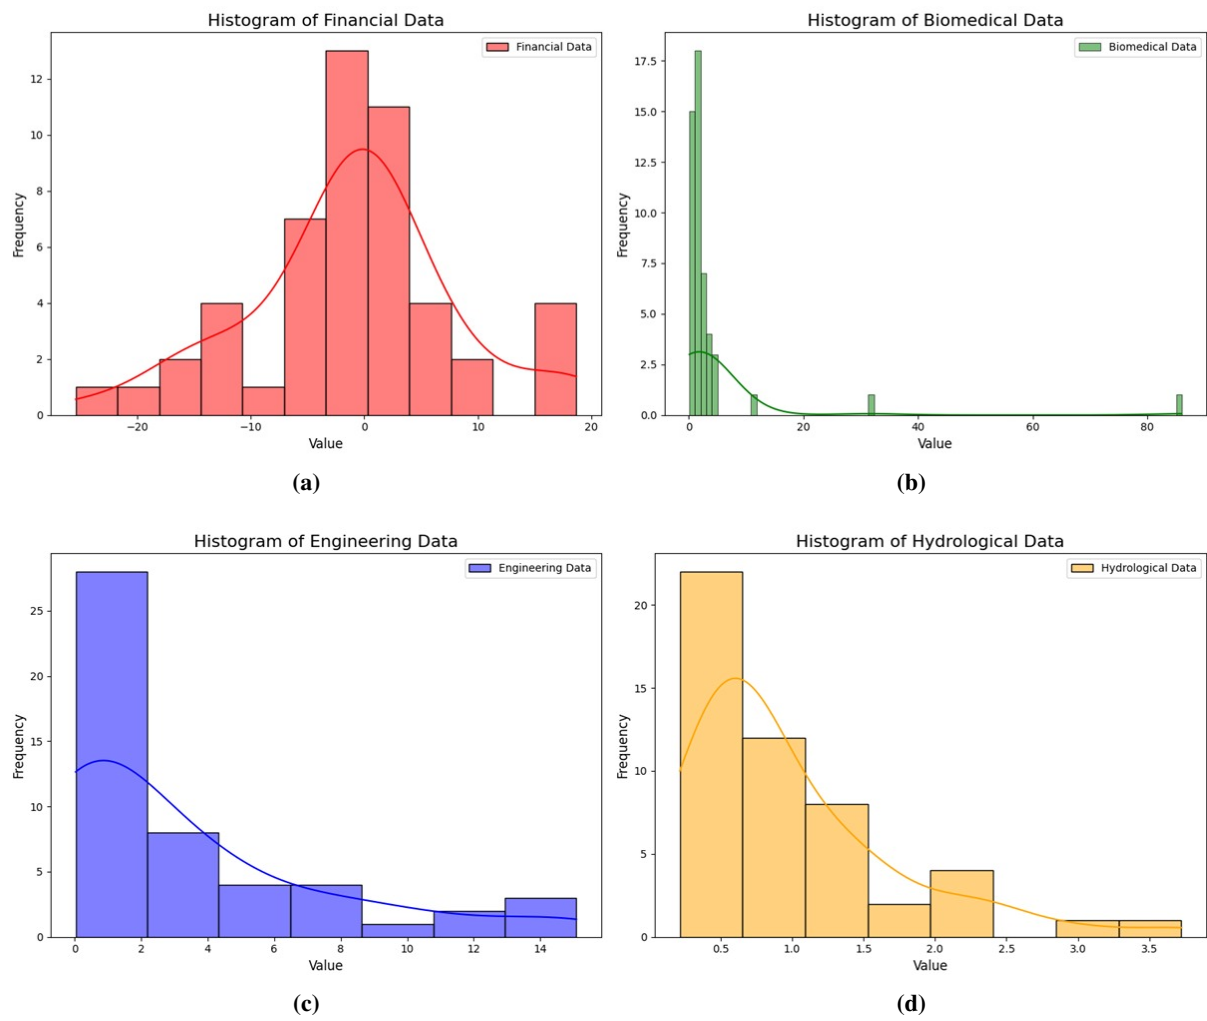 Histogram of Financial Data
Financial Data
12
10
8
6
4
2
0
Frequency
−20
−10
0
10
20
Value
(a)
Histogram of Biomedical Data
Biomedical Data
17.5
15.0
12.5
10.0
7.5
5.0
2.5
0.0
Frequency
0
20
40
60
80
Value
(b)
Histogram of Engineering Data
Engineering Data
25
20
15
10
5
0
Frequency
0
2
4
6
8
10
12
14
Value
(c)
Histogram of Hydrological Data
Hydrological Data
20
15
10
5
0
Frequency
0.5
1.0
1.5
2.0
2.5
3.0
3.5
Value
(d)